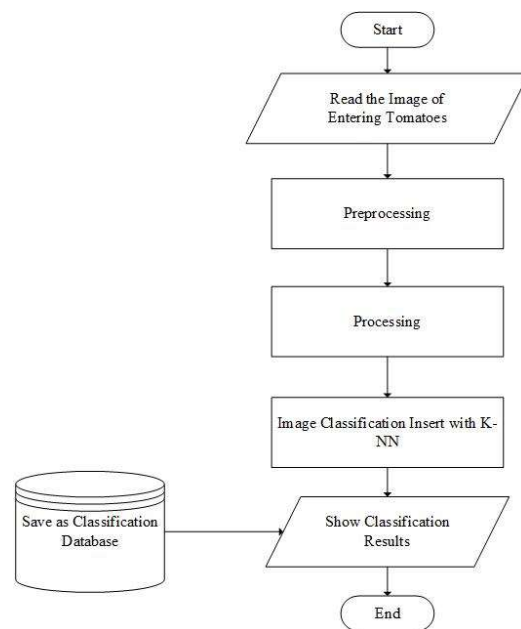 Start
Read the Image of
Entering Tomatoes
Preprocessing
Processing
Image Classification Insert with K-
NN
Save as Classification
Database
Show Classification
Results
End